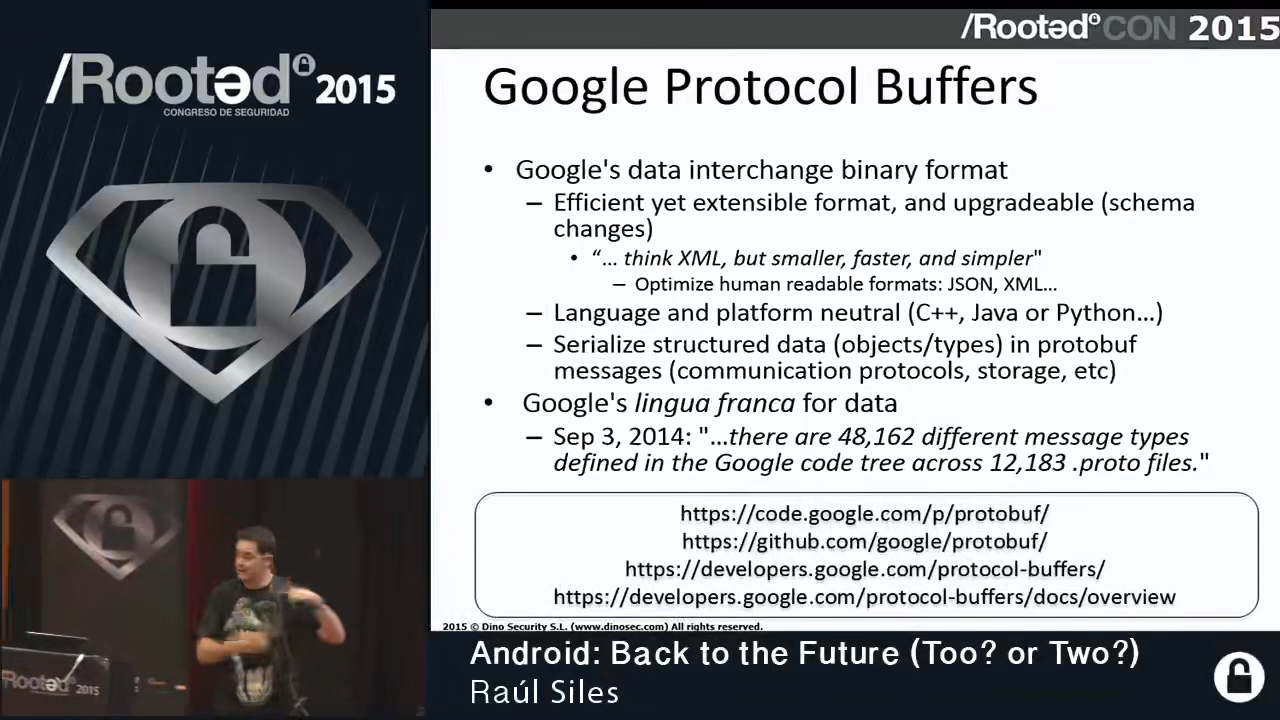 /Rootəd 2015
CONGRESO DE SEGURIDAD
/Rootəd CON 2015
Google Protocol Buffers
• Google's data interchange binary format
– Efficient yet extensible format, and upgradeable (schema
changes)
• “… think XML, but smaller, faster, and simpler"
– Optimize human readable formats: JSON, XML…
– Language and platform neutral (C++, Java or Python…)
– Serialize structured data (objects/types) in protobuf
messages (communication protocols, storage, etc)
• Google's lingua franca for data
– Sep 3, 2014: "…there are 48,162 different message types
defined in the Google code tree across 12,183 .proto files."
https://code.google.com/p/protobuf/
https://github.com/google/protobuf/
https://developers.google.com/protocol-buffers/
https://developers.google.com/protocol-buffers/docs/overview
2015 © Dino Security S.L. (www.dinosec.com) All rights reserved.
/Rootəd 2015
Android: Back to the Future (Too? or Two?)
Raúl Siles